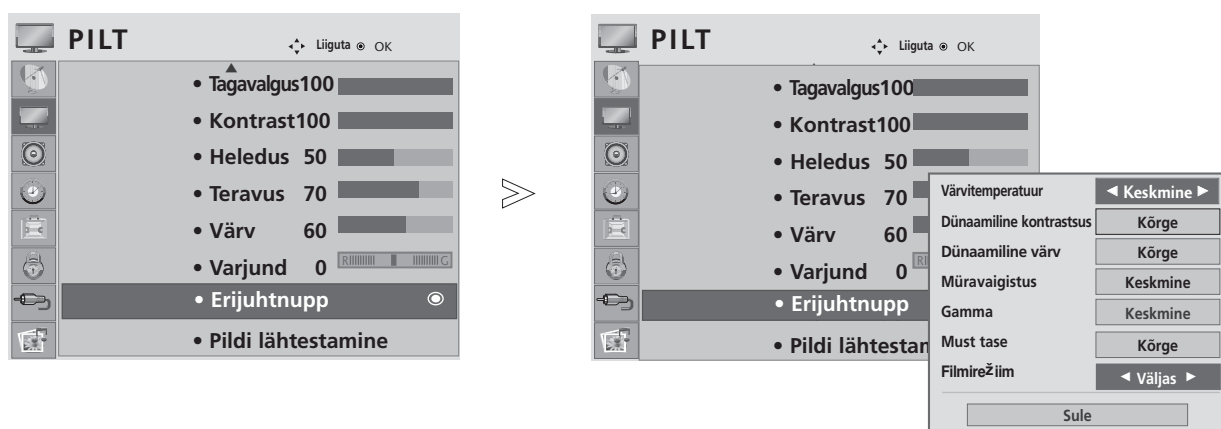 PILT
Liiguta OK
• Tagavalgus100
• Kontrast100
• Heledus 50
• Teravus 70
• Värv 60
• Varjund 0 R G
• Erijuhtnupp
• Pildi lähtestamine
PILT
Liiguta OK
• Tagavalgus100
• Kontrast100
• Heledus 50
• Teravus 70
• Värv 60
• Varjund 0 R
• Erijuhtnupp
• Pildi lähtestam
Värvitemperatuur ◄ Keskmine ►
Dünaamiline kontrastsus Kõrge
Dünaamiline värv Kõrge
Müravaigistus Keskmine
Gamma Keskmine
Must tase Kõrge
Filmirežiim ◄ Väljas ►
Sule